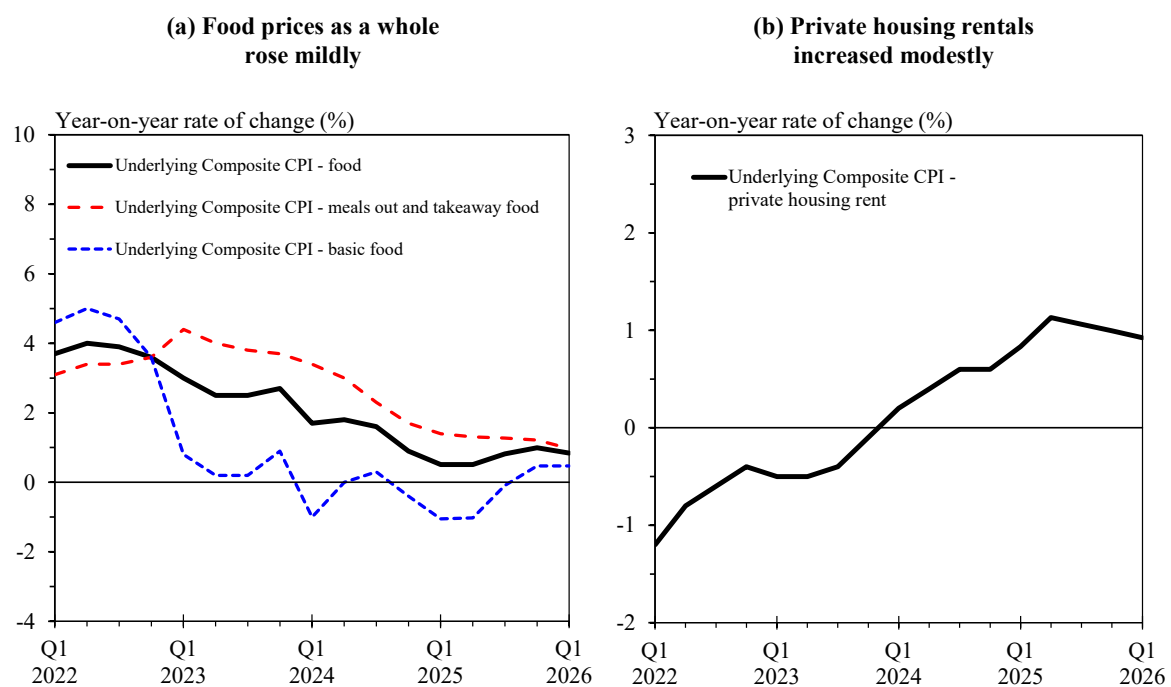 (a) Food prices as a whole
rose mildly
Year-on-year rate of change (%)
10
8
6
4
2
0
-2
-4
Underlying Composite CPI - food
Underlying Composite CPI - meals out and takeaway food
Underlying Composite CPI - basic food
Q1 Q1 Q1 Q1 Q1
2022 2023 2024 2025 2026
(b) Private housing rentals
increased modestly
Year-on-year rate of change (%)
3
2
1
0
-1
-2
Underlying Composite CPI -
private housing rent
Q1 Q1 Q1 Q1 Q1
2022 2023 2024 2025 2026